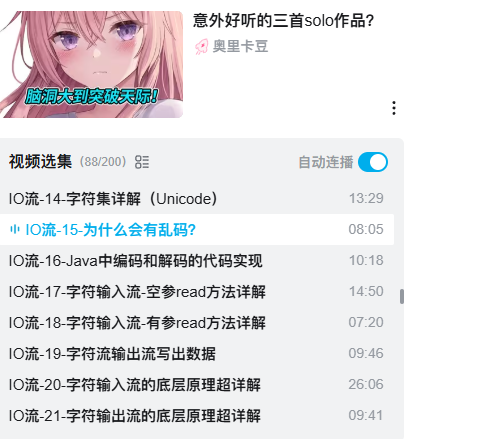 意外好听的三首solo作品?
奥里卡豆
脑洞大到突破天际!
视频选集 (88/200) 自动连播
IO流-14-字符集详解（Unicode） 13:29
IO流-15-为什么会有乱码? 08:05
IO流-16-Java中编码和解码的代码实现 10:18
IO流-17-字符输入流-空参read方法详解 14:50
IO流-18-字符输入流-有参read方法详解 07:20
IO流-19-字符流输出流写出数据 09:46
IO流-20-字符输入流的底层原理超详解 26:06
IO流-21-字符输出流的底层原理超详解 09:41